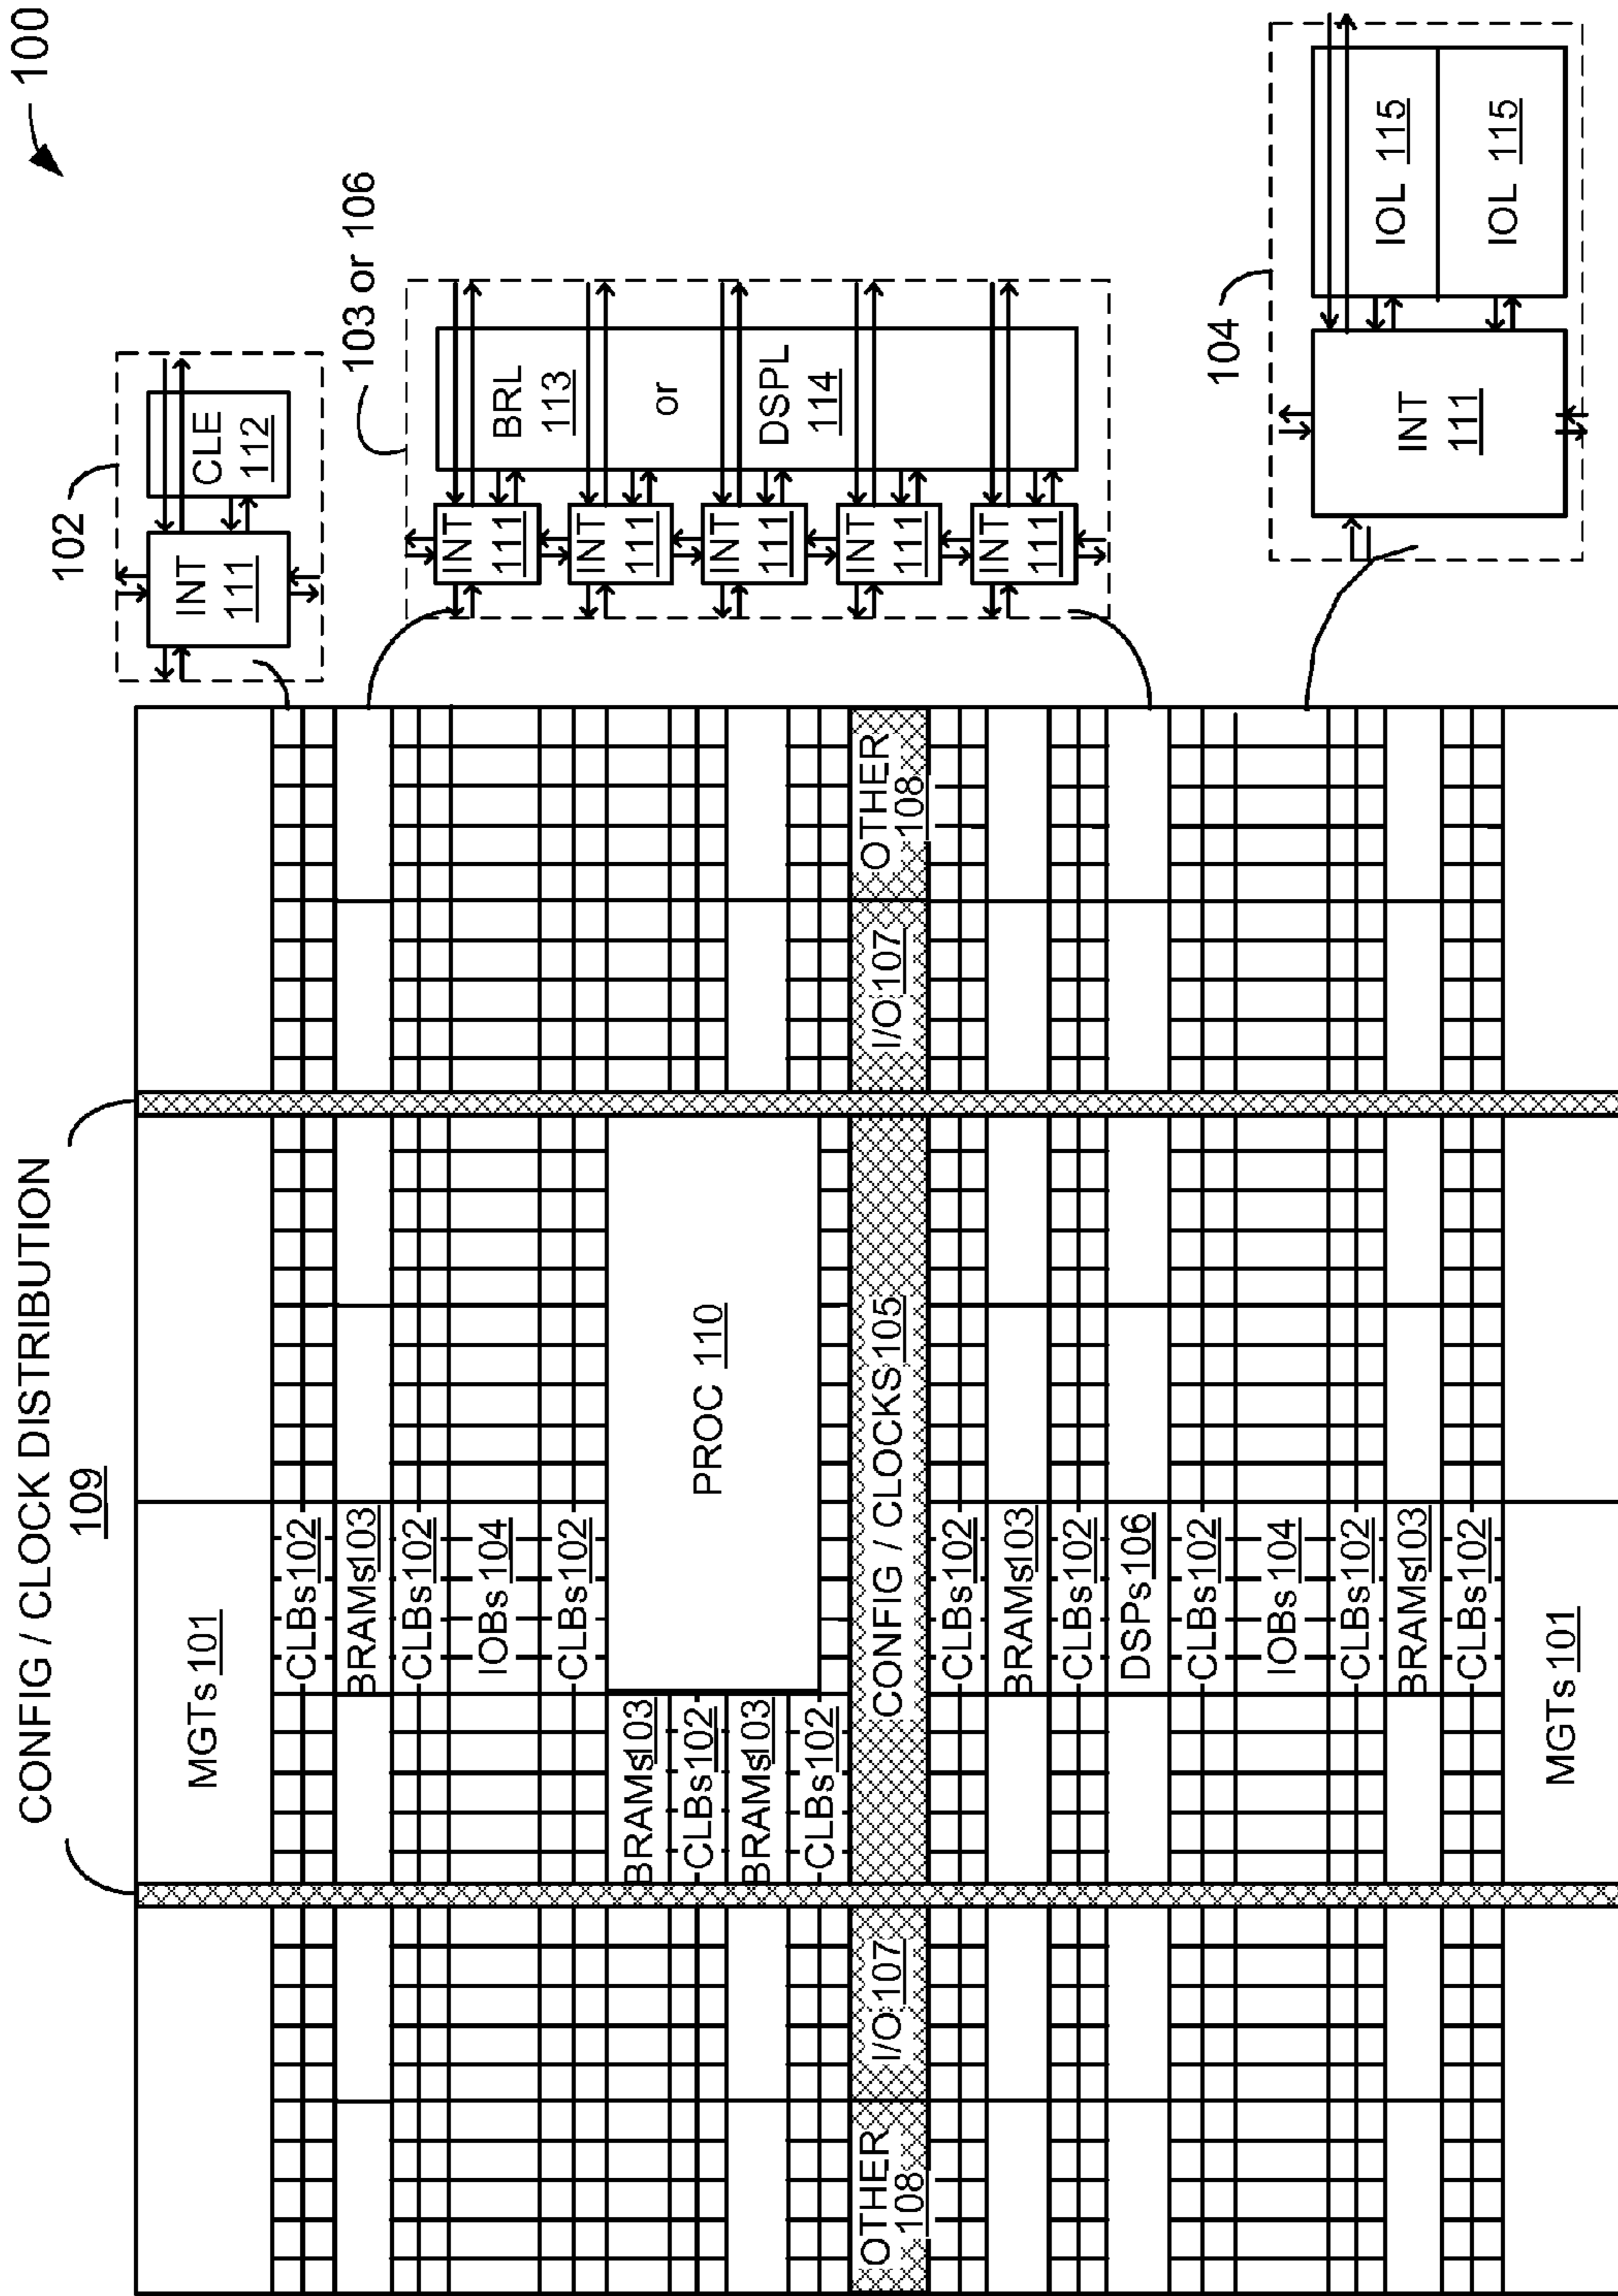 100
CONFIG / CLOCK DISTRIBUTION
109
MGTs 101
CLBs 102
BRAMs 103
CLBs 102
IOBs 104
CLBs 102
BRAMs 103
CLBs 102
BRAMs 103
CLBs 102
PROC 110
OTHER
108
I/O 107
CONFIG / CLOCKS 105
I/O 107
OTHER
108
CLBs 102
BRAMs 103
CLBs 102
DSPs 106
CLBs 102
IOBs 104
CLBs 102
BRAMs 103
CLBs 102
MGTs 101
102
INT
111
CLE
112
103 or 106
INT
111
INT
111
INT
111
INT
111
INT
111
BRL
113
or
DSPL
114
104
INT
111
IOL 115
IOL 115